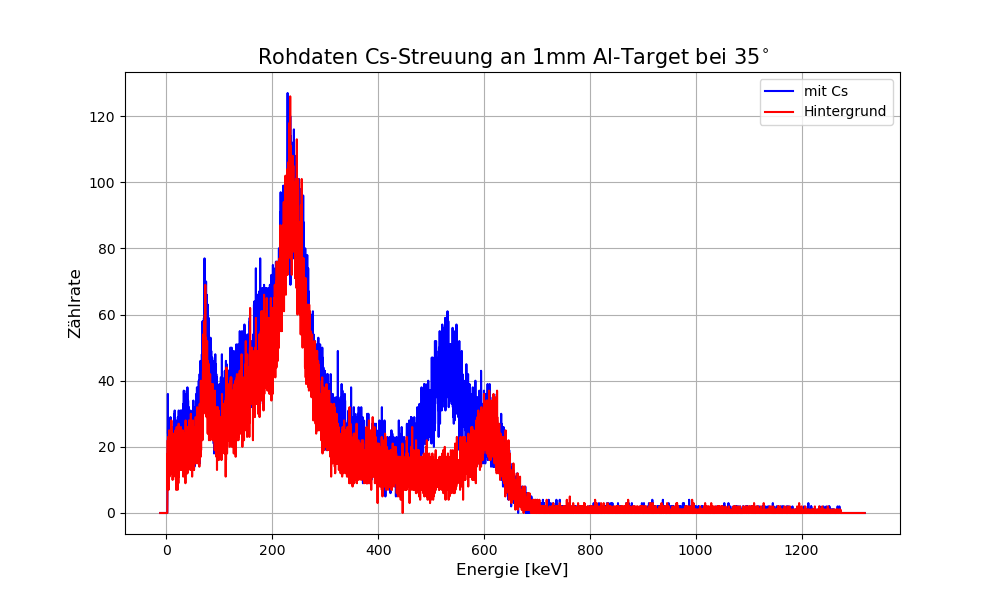 Rohdaten Cs-Streuung an 1mm Al-Target bei 35°
mit Cs
Hintergrund
Zählrate
120
100
80
60
40
20
0
0 200 400 600 800 1000 1200
Energie [keV]